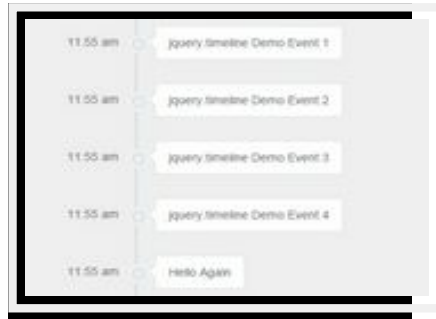 11:55 am jquery.timeline Demo Event 1
11:55 am jquery.timeline Demo Event 2
11:55 am jquery.timeline Demo Event 3
11:55 am jquery.timeline Demo Event 4
11:55 am Hello Again